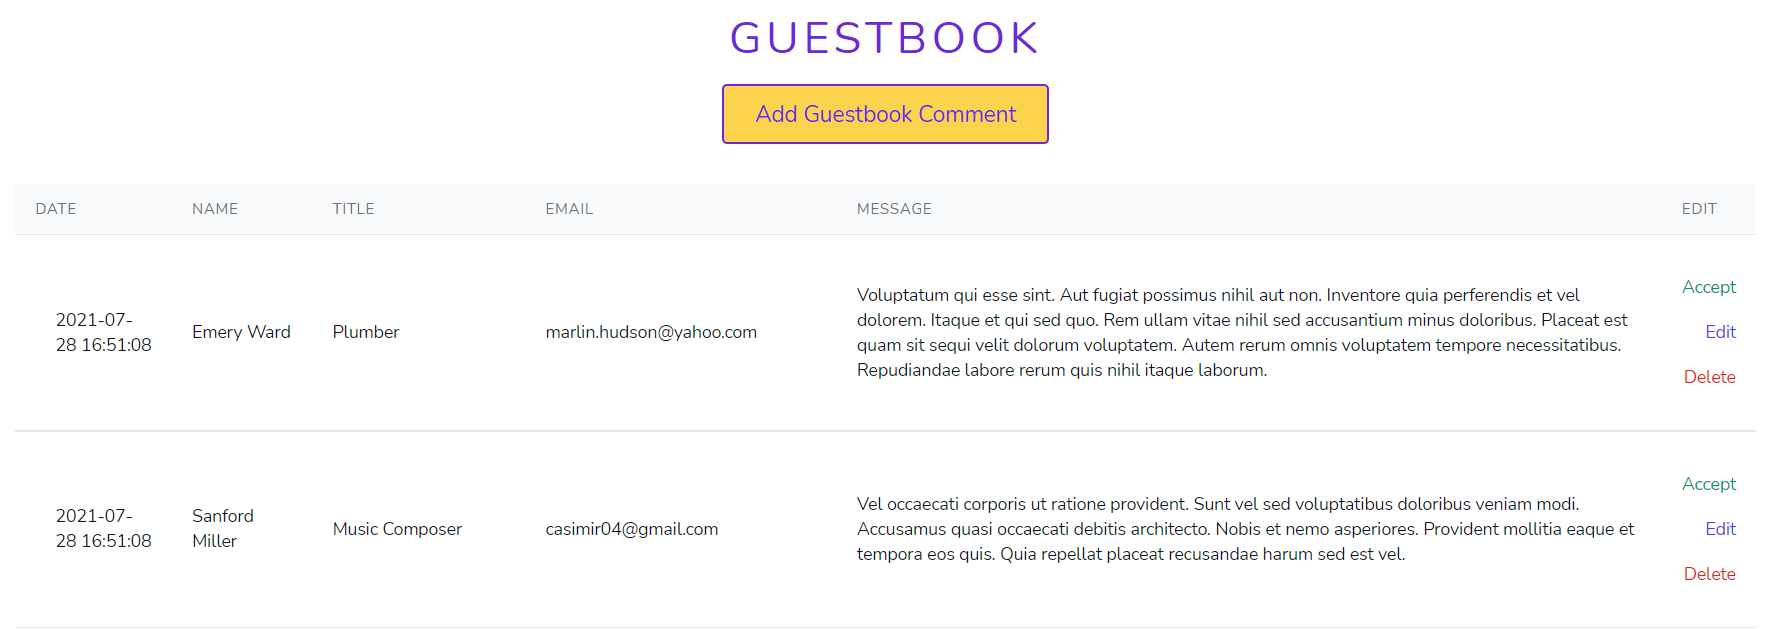 GUESTBOOK
Add Guestbook Comment
DATE NAME TITLE EMAIL MESSAGE EDIT
2021-07-
28 16:51:08
Emery Ward
Plumber
marlin.hudson@yahoo.com
Voluptatum qui esse sint. Aut fugiat possimus nihil aut non. Inventore quia perferendis et vel
dolorem. Itaque et qui sed quo. Rem ullam vitae nihil sed accusantium minus doloribus. Placeat est
quam sit sequi velit dolorum voluptatem. Autem rerum omnis voluptatem tempore necessitatibus.
Repudiandae labore rerum quis nihil itaque laborum.
Accept
Edit
Delete
2021-07-
28 16:51:08
Sanford
Miller
Music Composer
casimir04@gmail.com
Vel occaecati corporis ut ratione provident. Sunt vel sed voluptatibus doloribus veniam modi.
Accusamus quasi occaecati debitis architecto. Nobis et nemo asperiores. Provident mollitia eaque et
tempora eos quis. Quia repellat placeat recusandae harum sed est vel.
Accept
Edit
Delete